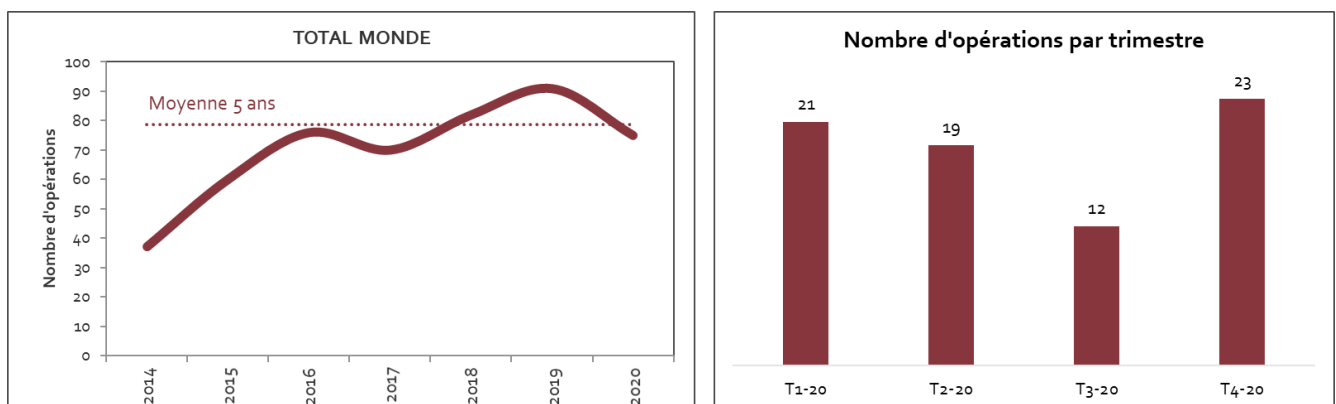 TOTAL MONDE
Nombre d'opérations
100
90
80
70
60
50
40
30
20
10
0
Moyenne 5 ans
2014
2015
2016
2017
2018
2019
2020
Nombre d'opérations par trimestre
21
19
12
23
T1-20
T2-20
T3-20
T4-20